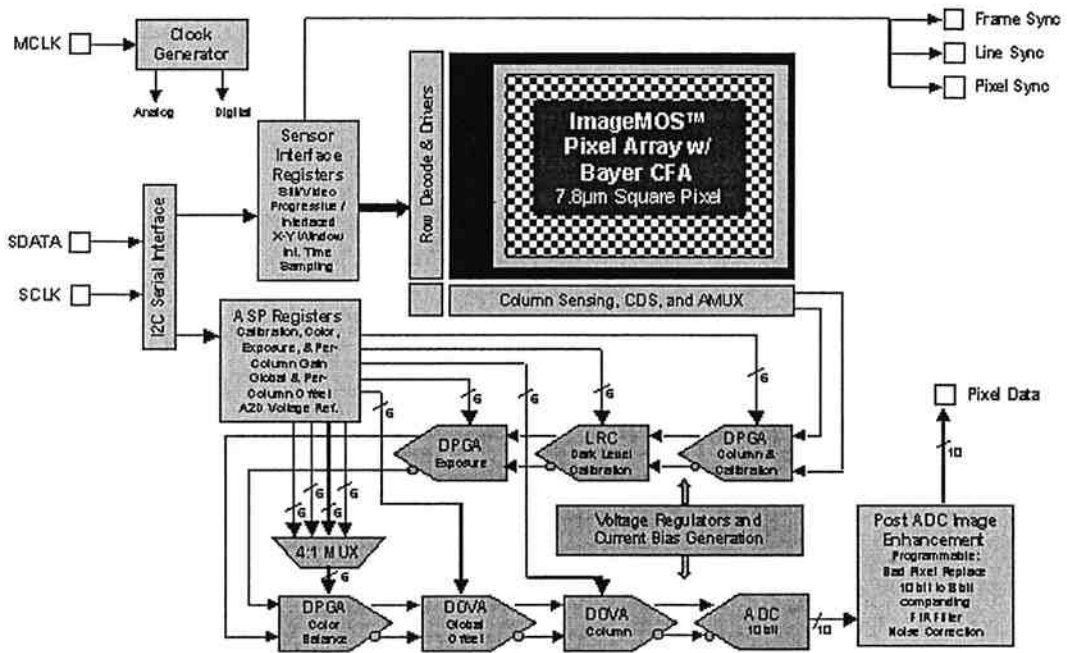 MCLK
Clock
Generator
Analog
Digital
Frame Sync
Line Sync
Pixel Sync
Sensor
Interface
Registers
Still/Video
Progressive /
Interlaced
X-Y Window
Int. Time
Sampling
Row Decode & Drivers
ImageMOS™
Pixel Array w/
Bayer CFA
7.8µm Square Pixel
SDATA
SCLK
I2C Serial Interface
Column Sensing, CDS, and AMUX
ASP Registers
Calibration, Color,
Exposure, & Per-
Column Gain
Global & Per-
Column Offset
A2D Voltage Ref.
6
6
6
6
Pixel Data
10
DPGA
Exposure
LRC
Dark Level
Calibration
DPGA
Column &
Calibration
6
6
6
6
4:1 MUX
6
Voltage Regulators and
Current Bias Generation
Post ADC Image
Enhancement
Programmable:
Bad Pixel Replace
10 bit to 8 bit
companding
FIR Filter
Noise Correction
DPGA
Color
Balance
DOVA
Global
Offset
DOVA
Column
ADC
10 bit
10